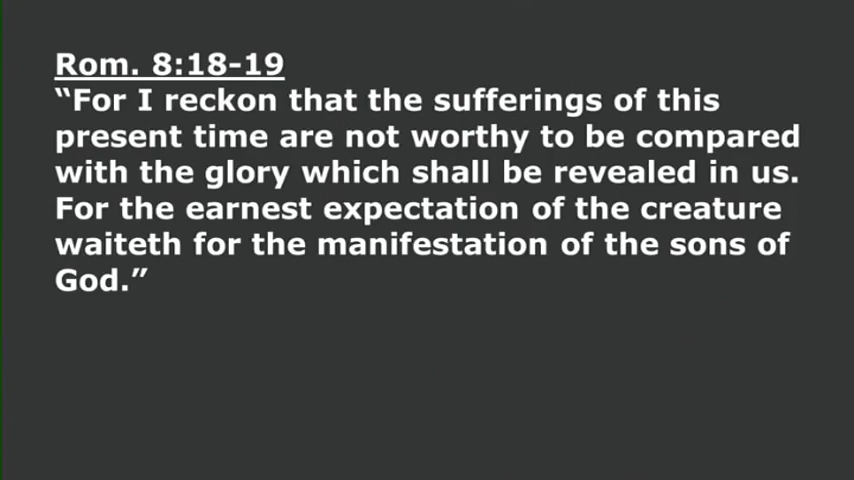 Rom. 8:18-19
“For I reckon that the sufferings of this
present time are not worthy to be compared
with the glory which shall be revealed in us.
For the earnest expectation of the creature
waiteth for the manifestation of the sons of
God.”